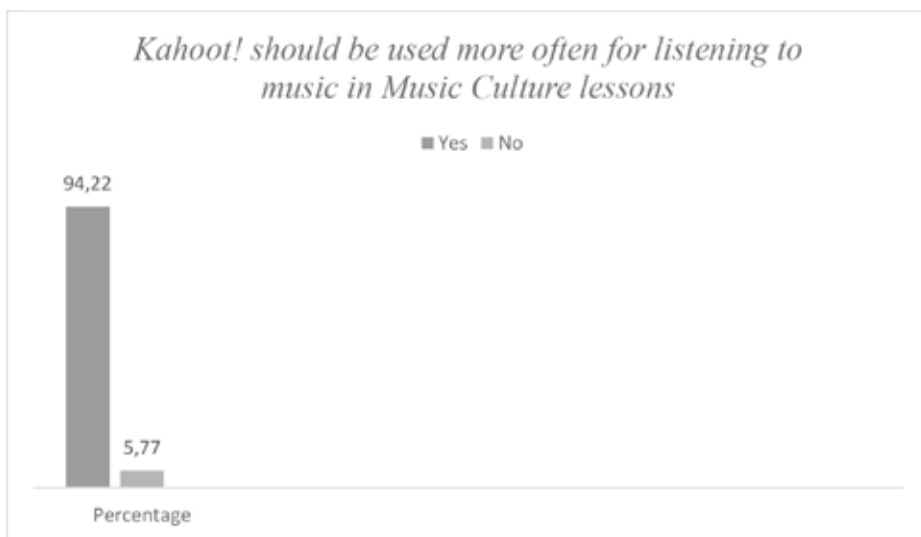 Kahoot! should be used more often for listening to
music in Music Culture lessons
Yes No
94,22
5,77
Percentage